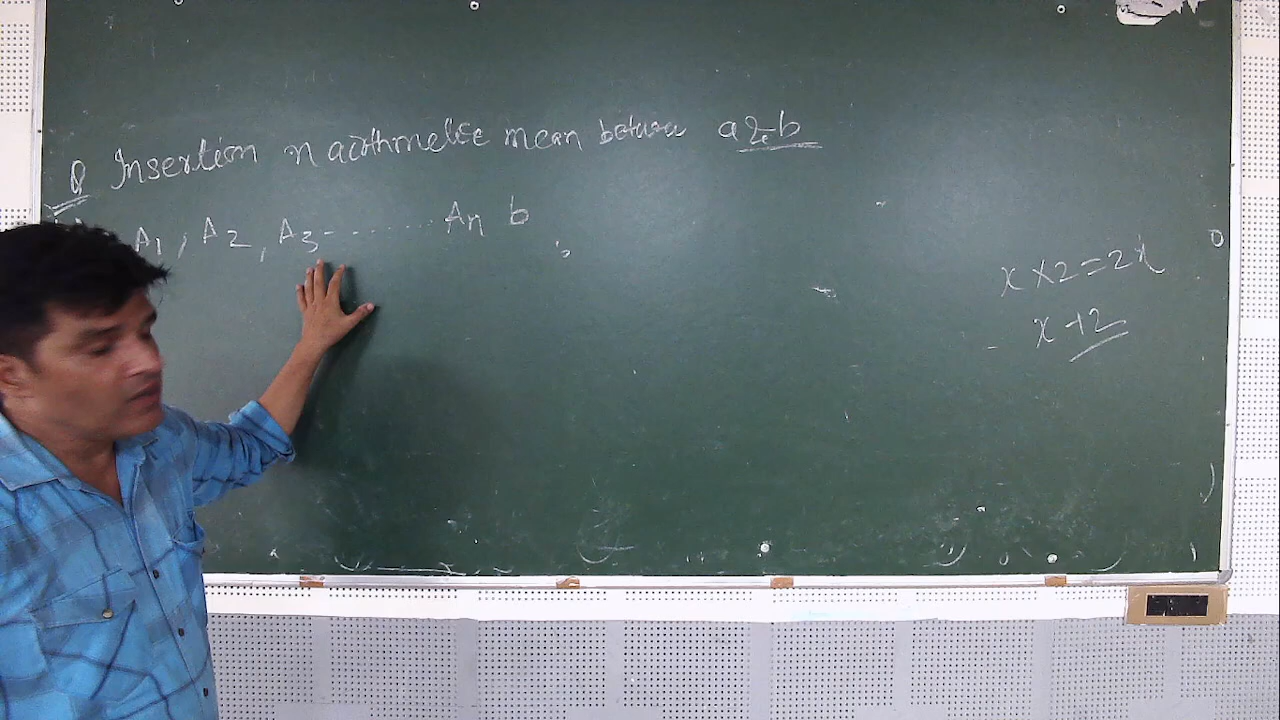 Q Insertion n arithmetic mean between a & b
A1, A2, A3 ....... An b
x × 2 = 2x
x + 2